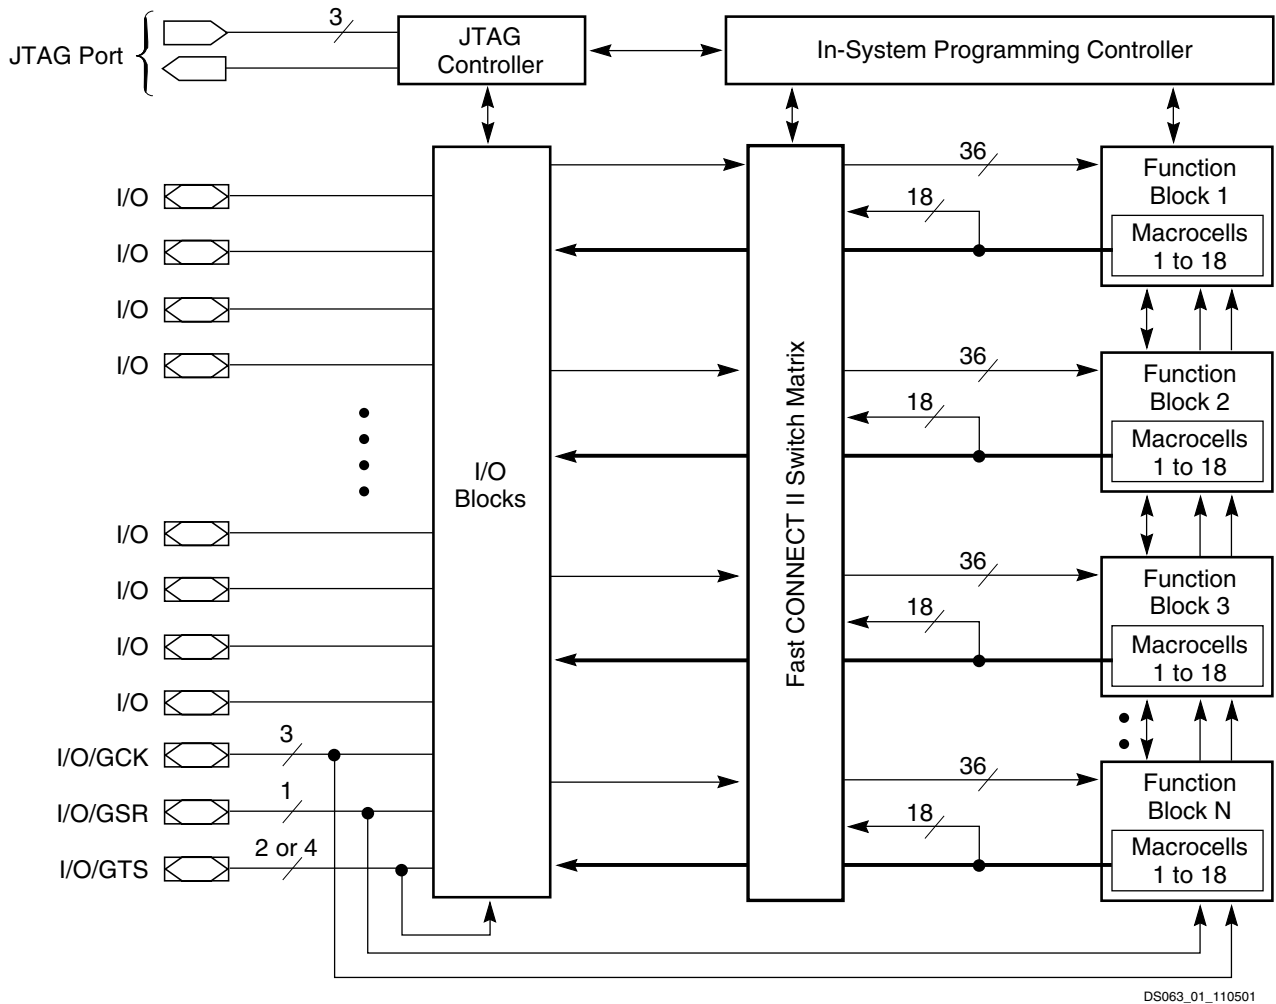 JTAG Port
3
JTAG
Controller
In-System Programming Controller
I/O
I/O
I/O
I/O
I/O
I/O
I/O
I/O
I/O/GCK
3
I/O/GSR
1
I/O/GTS
2 or 4
I/O
Blocks
Fast CONNECT II Switch Matrix
36
18
Function
Block 1
Macrocells
1 to 18
36
18
Function
Block 2
Macrocells
1 to 18
36
18
Function
Block 3
Macrocells
1 to 18
36
18
Function
Block N
Macrocells
1 to 18
DS063_01_110501